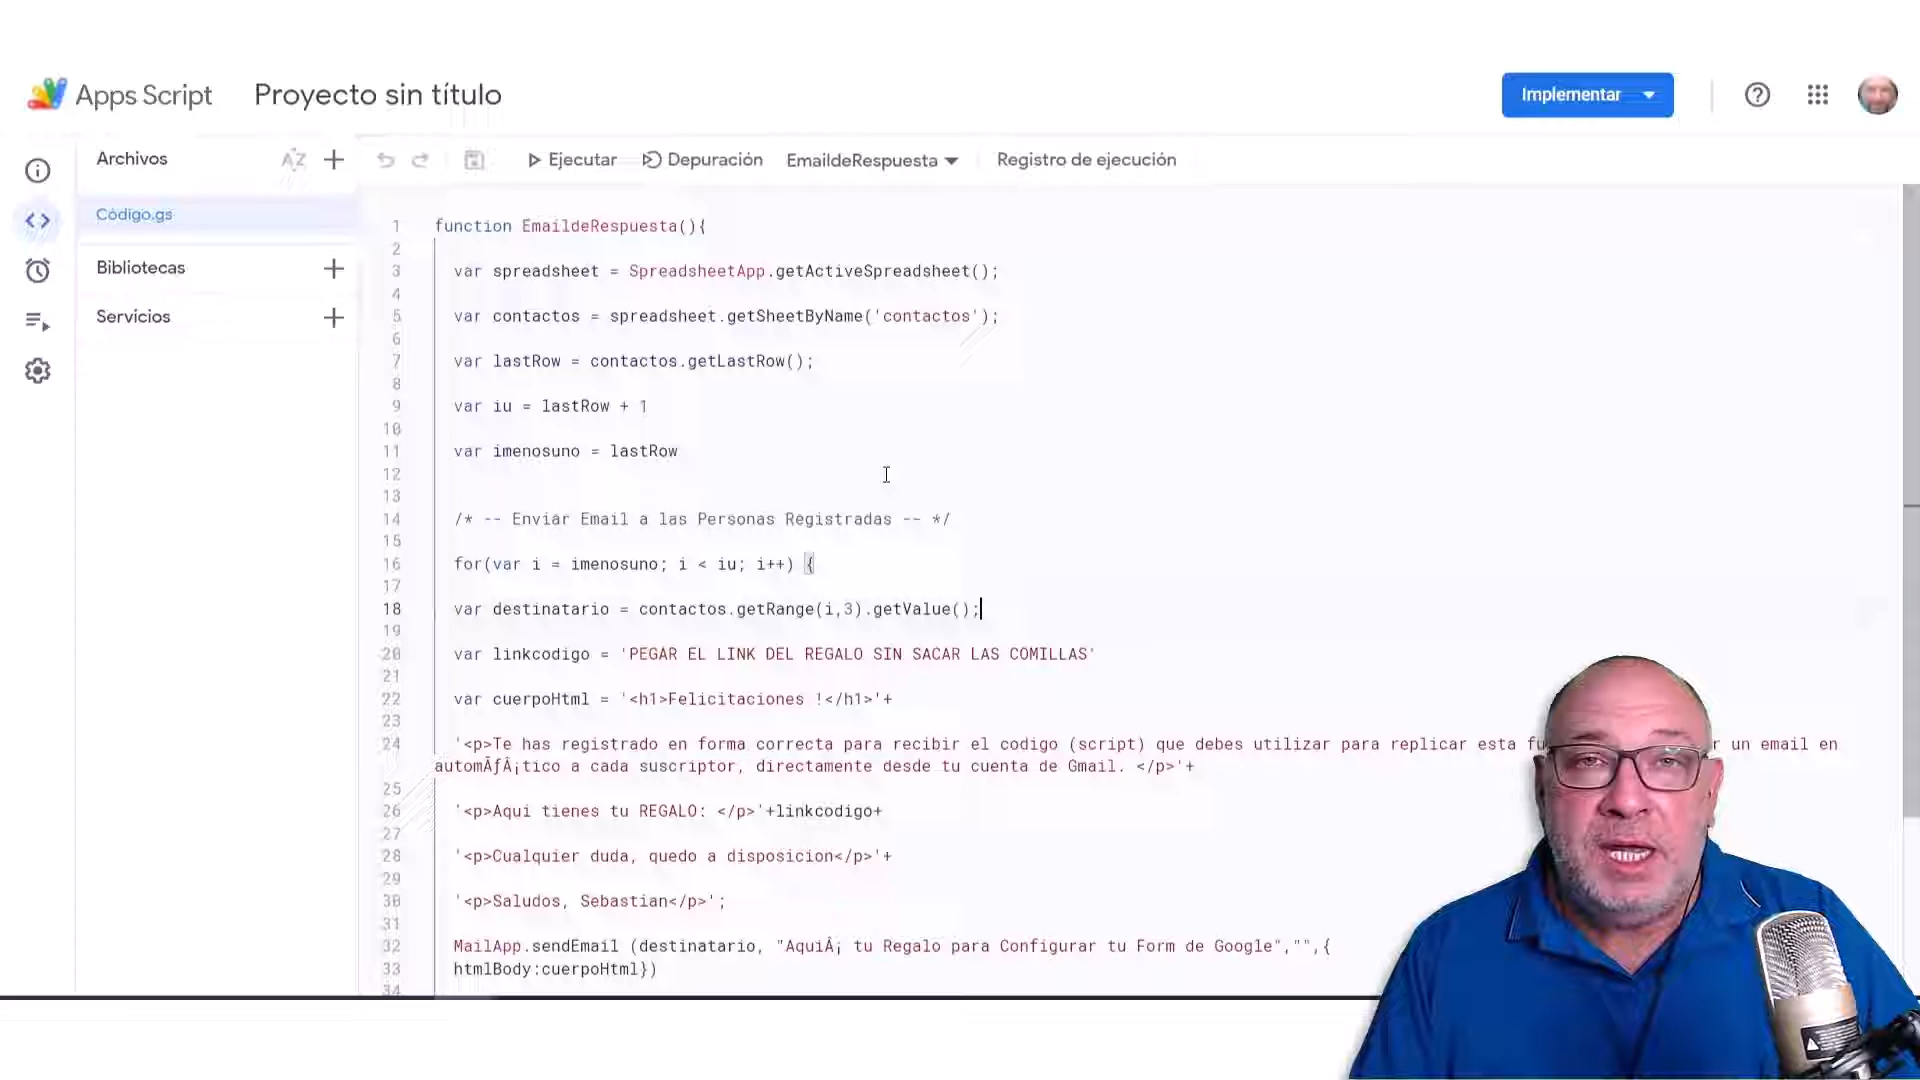 Apps Script
Proyecto sin título
Implementar
Archivos
AZ
Ejecutar
Depuración
EmaildeRespuesta
Registro de ejecución
Código.gs
Bibliotecas
Servicios
1 function EmaildeRespuesta(){
2
3 var spreadsheet = SpreadsheetApp.getActiveSpreadsheet();
4
5 var contactos = spreadsheet.getSheetByName('contactos');
6
7 var lastRow = contactos.getLastRow();
8
9 var iu = lastRow + 1
10
11 var imenosuno = lastRow
12
13
14 /* -- Enviar Email a las Personas Registradas -- */
15
16 for(var i = imenosuno; i < iu; i++) {
17
18 var destinatario = contactos.getRange(i,3).getValue();
19
20 var linkcodigo = 'PEGAR EL LINK DEL REGALO SIN SACAR LAS COMILLAS'
21
22 var cuerpoHtml = '<h1>Felicitaciones !</h1>'+
23
24 '<p>Te has registrado en forma correcta para recibir el codigo (script) que debes utilizar para replicar esta un email en
automÃƒÂ¡tico a cada suscriptor, directamente desde tu cuenta de Gmail. </p>'+
25
26 '<p>Aqui tienes tu REGALO: </p>'+linkcodigo+
27
28 '<p>Cualquier duda, quedo a disposicion</p>'+
29
30 '<p>Saludos, Sebastian</p>';
31
32 MailApp.sendEmail (destinatario, "AquiÂ¡ tu Regalo para Configurar tu Form de Google","",{
33 htmlBody:cuerpoHtml})
34